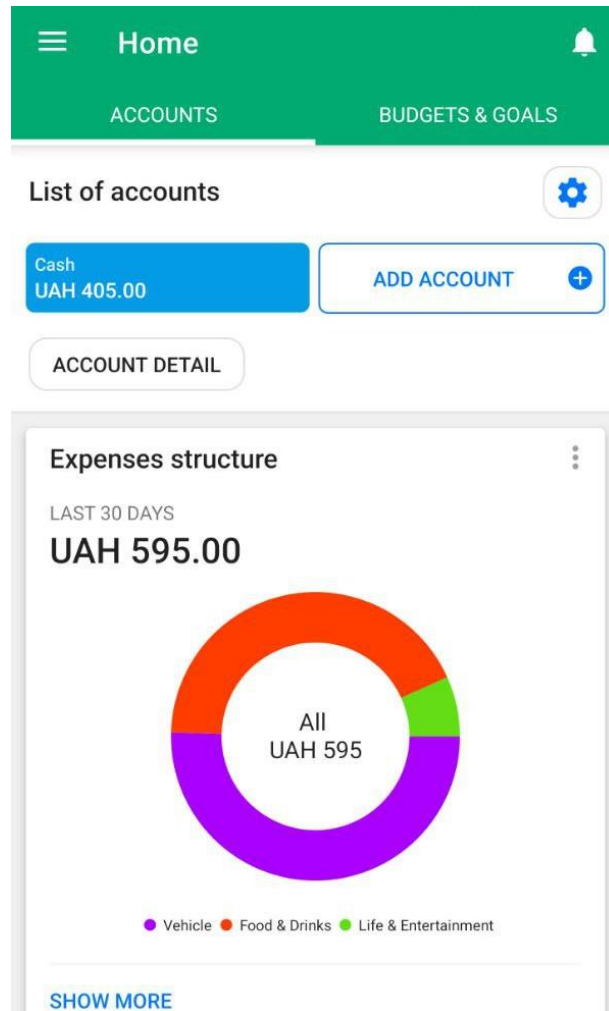 Home
ACCOUNTS
BUDGETS & GOALS
List of accounts
Cash
UAH 405.00
ADD ACCOUNT
ACCOUNT DETAIL
Expenses structure
LAST 30 DAYS
UAH 595.00
All
UAH 595
Vehicle Food & Drinks Life & Entertainment
SHOW MORE